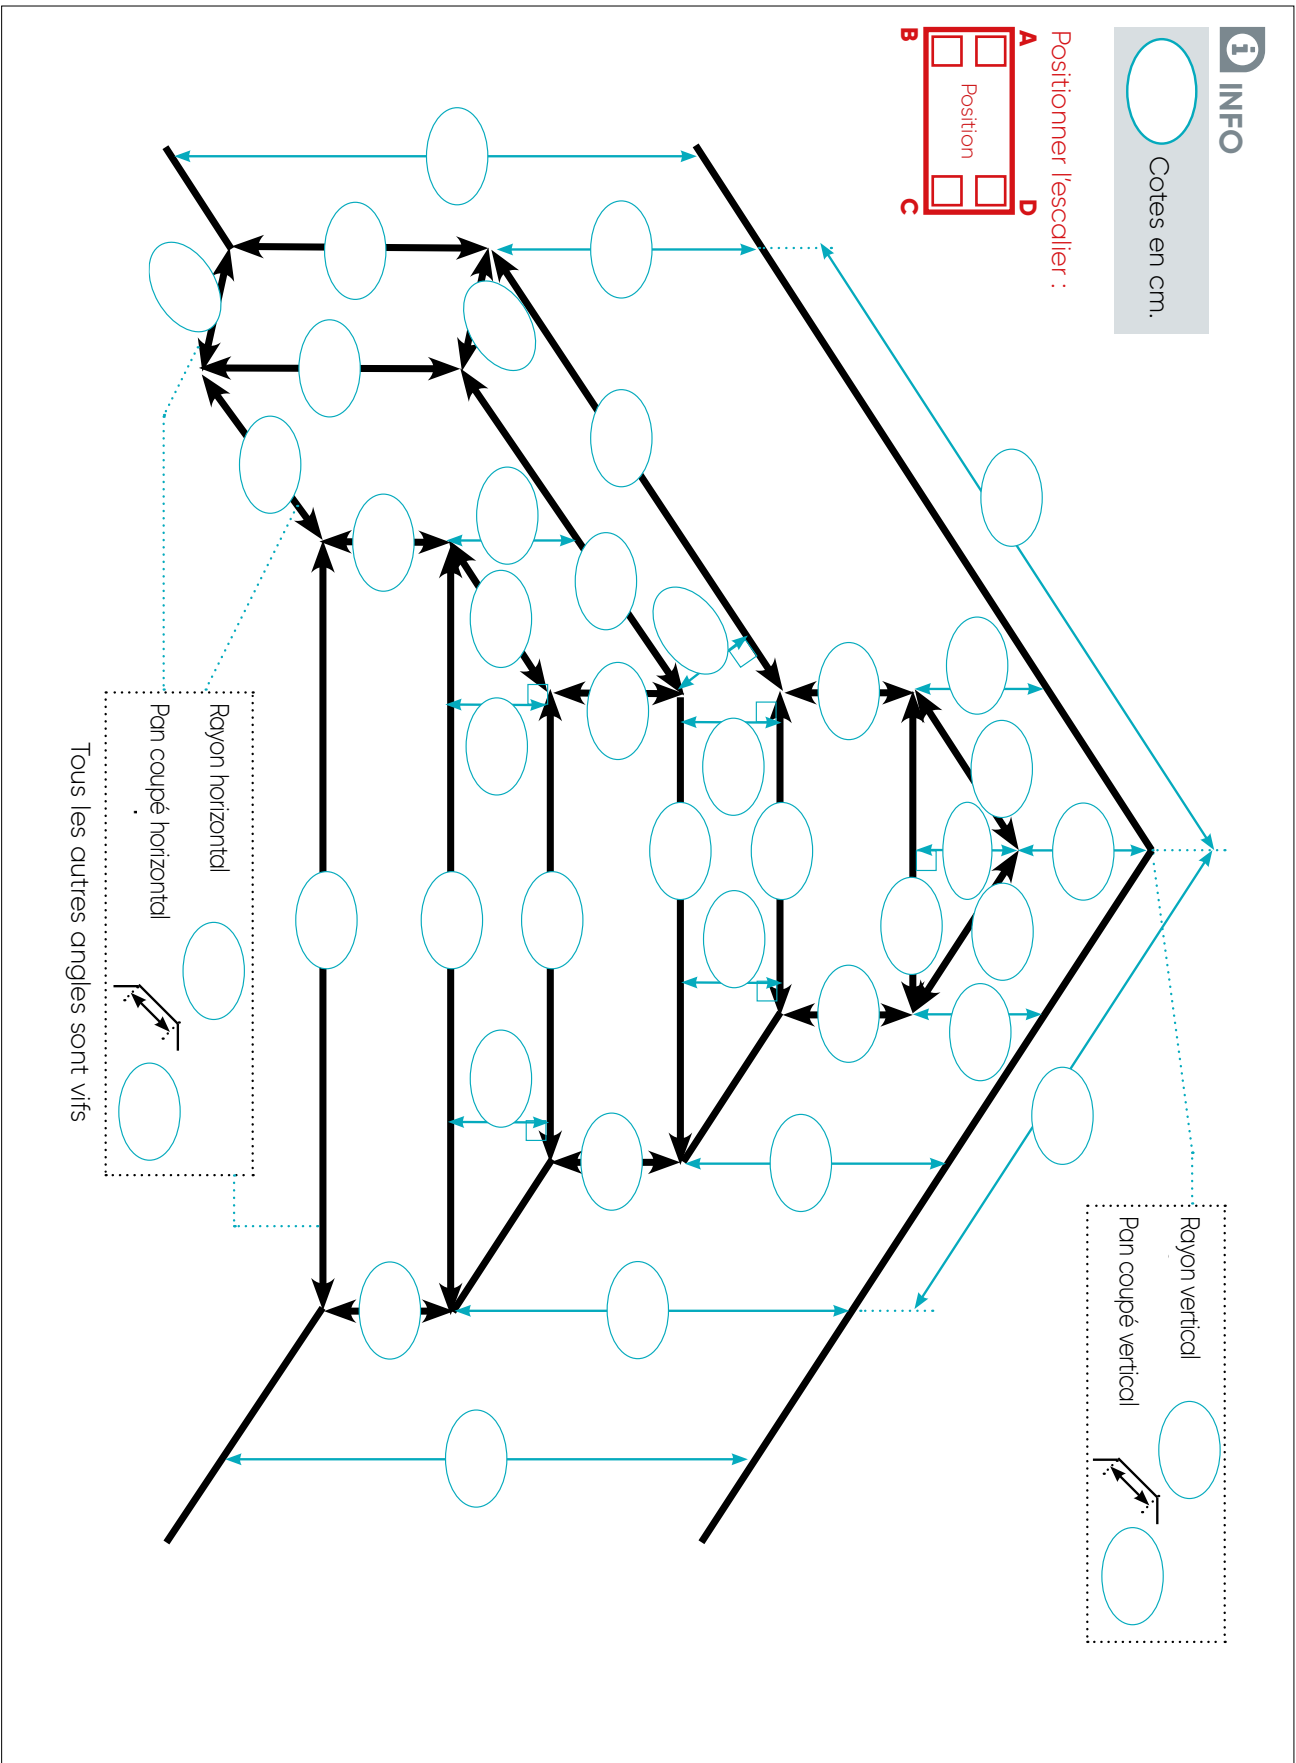 i INFO
Cotes en cm.
Positionner l'escalier :
A
D
Position
B
C
Rayon vertical
Pan coupé vertical
Rayon horizontal
Pan coupé horizontal
Tous les autres angles sont vifs